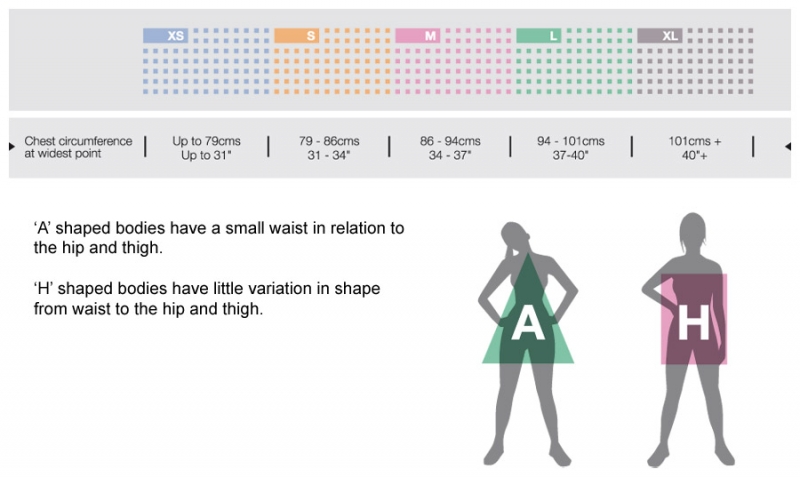 XS S M L XL
Chest circumference
at widest point
Up to 79cms
Up to 31"
79 - 86cms
31 - 34"
86 - 94cms
34 - 37"
94 - 101cms
37-40"
101cms +
40"+
‘A’ shaped bodies have a small waist in relation to
the hip and thigh.
‘H’ shaped bodies have little variation in shape
from waist to the hip and thigh.
A
H